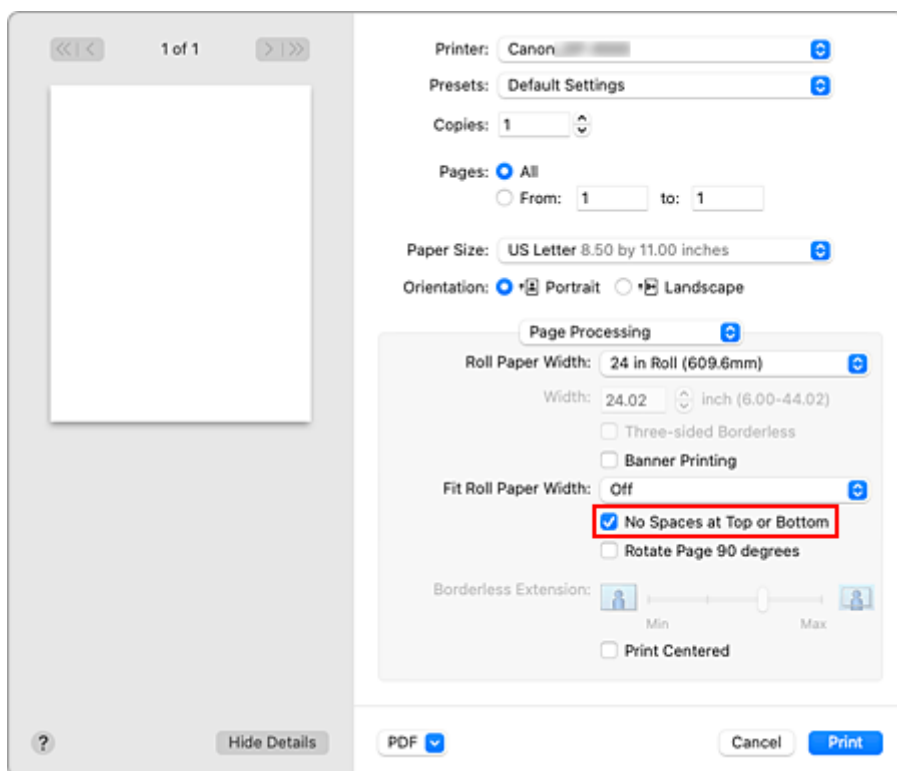 1 of 1
Printer: Canon
Presets: Default Settings
Copies: 1
Pages: All
From: 1 to: 1
Paper Size: US Letter 8.50 by 11.00 inches
Orientation: Portrait Landscape
Page Processing
Roll Paper Width: 24 in Roll (609.6mm)
Width: 24.02 inch (6.00-44.02)
Three-sided Borderless
Banner Printing
Fit Roll Paper Width: Off
No Spaces at Top or Bottom
Rotate Page 90 degrees
Borderless Extension:
Min Max
Print Centered
? Hide Details PDF Cancel Print